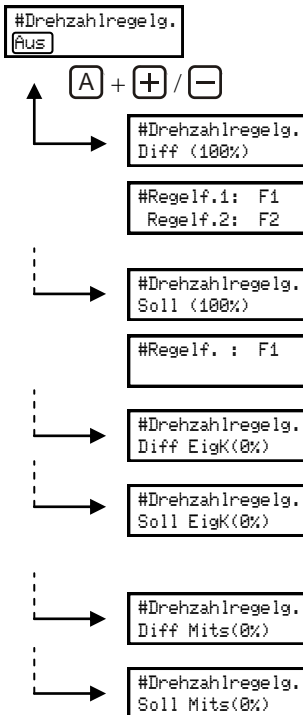 #Drehzahlregelg.
Aus
A + + / −
#Drehzahlregelg.
Diff (100%)
#Regelf.1: F1
Regelf.2: F2
#Drehzahlregelg.
Soll (100%)
#Regelf. : F1
#Drehzahlregelg.
Diff EigK(0%)
#Drehzahlregelg.
Soll EigK(0%)
#Drehzahlregelg.
Diff Mits(0%)
#Drehzahlregelg.
Soll Mits(0%)